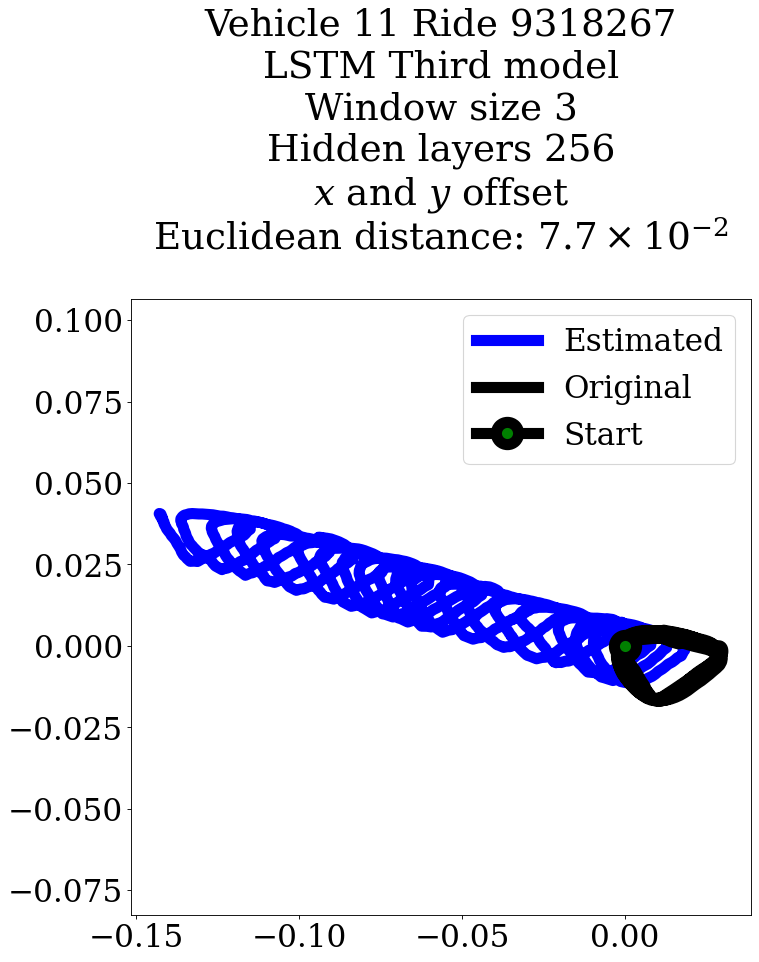 Vehicle 11 Ride 9318267
LSTM Third model
Window size 3
Hidden layers 256
x and y offset
Euclidean distance: 7.7 × 10⁻²
Estimated
Original
Start
0.100
0.075
0.050
0.025
0.000
−0.025
−0.050
−0.075
−0.15 −0.10 −0.05 0.00